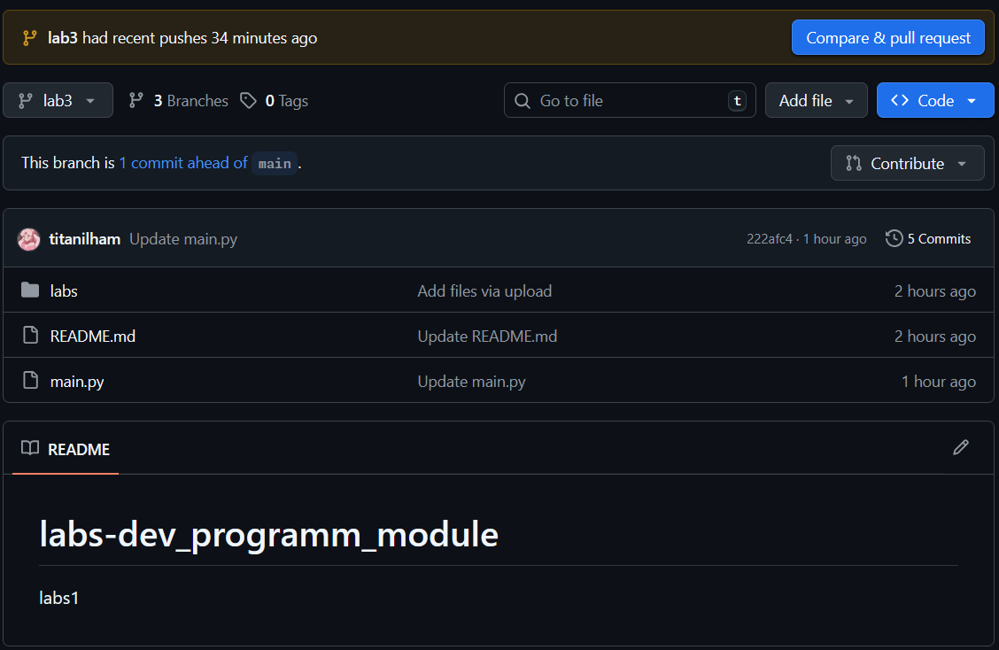 lab3 had recent pushes 34 minutes ago
Compare & pull request
lab3
3 Branches
0 Tags
Go to file
t
Add file
Code
This branch is 1 commit ahead of main .
Contribute
titanilham Update main.py
222afc4 · 1 hour ago
5 Commits
labs
Add files via upload
2 hours ago
README.md
Update README.md
2 hours ago
main.py
Update main.py
1 hour ago
README
labs-dev_programm_module
labs1